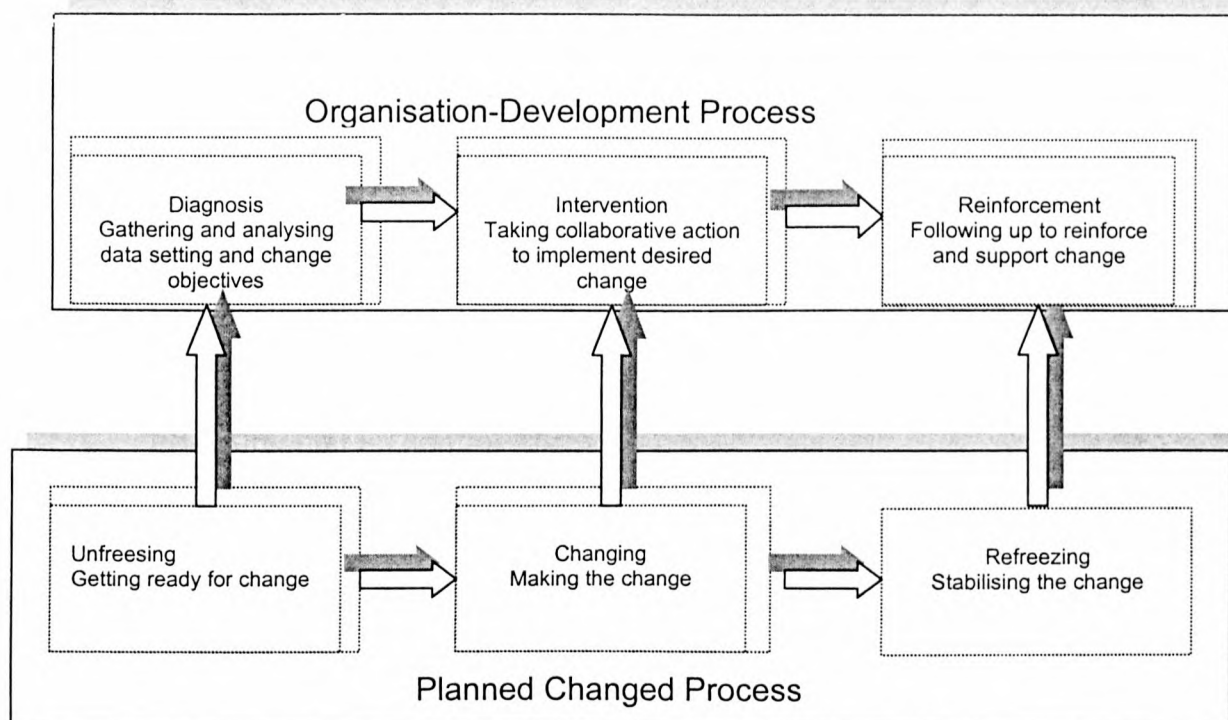 Organisation-Development Process
Diagnosis
Gathering and analysing
data setting and change
objectives
Intervention
Taking collaborative action
to implement desired
change
Reinforcement
Following up to reinforce
and support change
Unfreesing
Getting ready for change
Changing
Making the change
Refreezing
Stabilising the change
Planned Changed Process